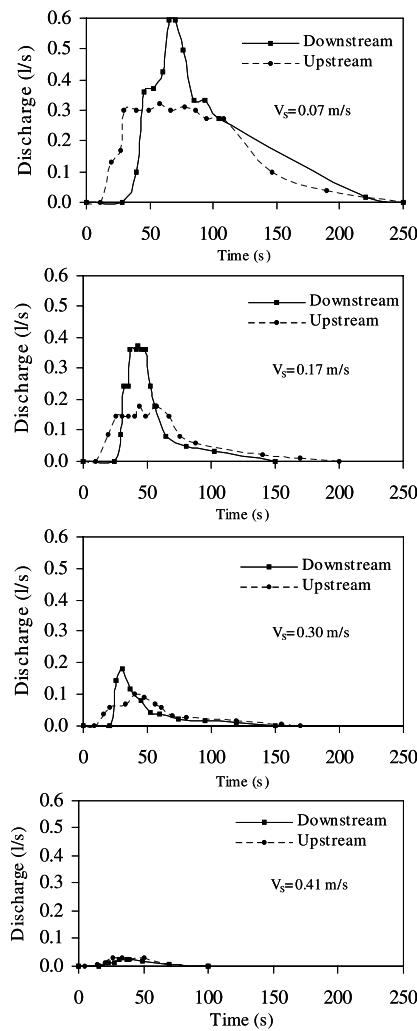 0.6
Downstream
Upstream
0.5
0.4
0.3
V_S=0.07 m/s
0.2
0.1
0.0
Discharge (l/s)
0 50 100 150 200 250
Time (s)
0.6
Downstream
Upstream
0.5
0.4
0.3
V_S=0.17 m/s
0.2
0.1
0.0
Discharge (l/s)
0 50 100 150 200 250
Time (s)
0.6
Downstream
Upstream
0.5
0.4
0.3
V_S=0.30 m/s
0.2
0.1
0.0
Discharge (l/s)
0 50 100 150 200 250
Time (s)
0.6
Downstream
Upstream
0.5
0.4
0.3
V_S=0.41 m/s
0.2
0.1
0.0
Discharge (l/s)
0 50 100 150 200 250
Time (s)